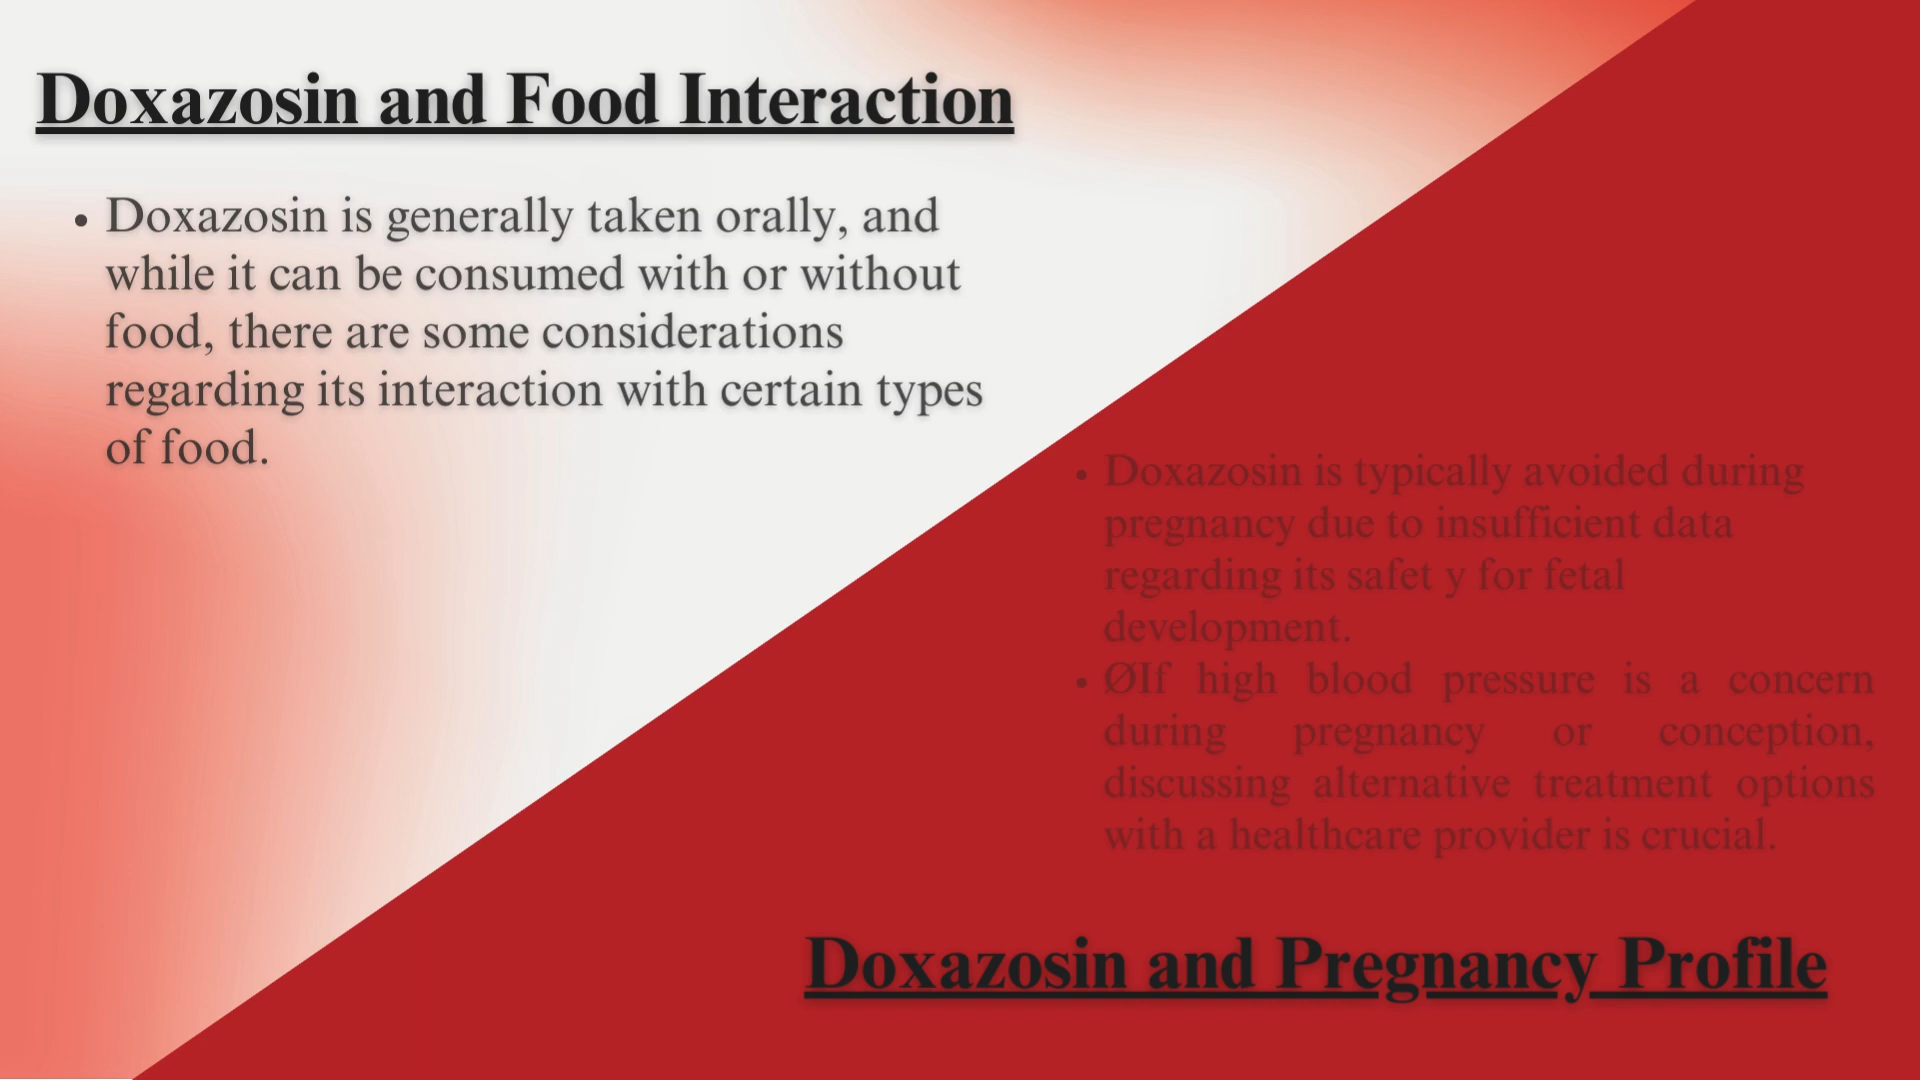 Doxazosin and Food Interaction
• Doxazosin is generally taken orally, and
while it can be consumed with or without
food, there are some considerations
regarding its interaction with certain types
of food.
• Doxazosin is typically avoided during
pregnancy due to insufficient data
regarding its safet y for fetal
development.
• ØIf high blood pressure is a concern
during pregnancy or conception,
discussing alternative treatment options
with a healthcare provider is crucial.
Doxazosin and Pregnancy Profile